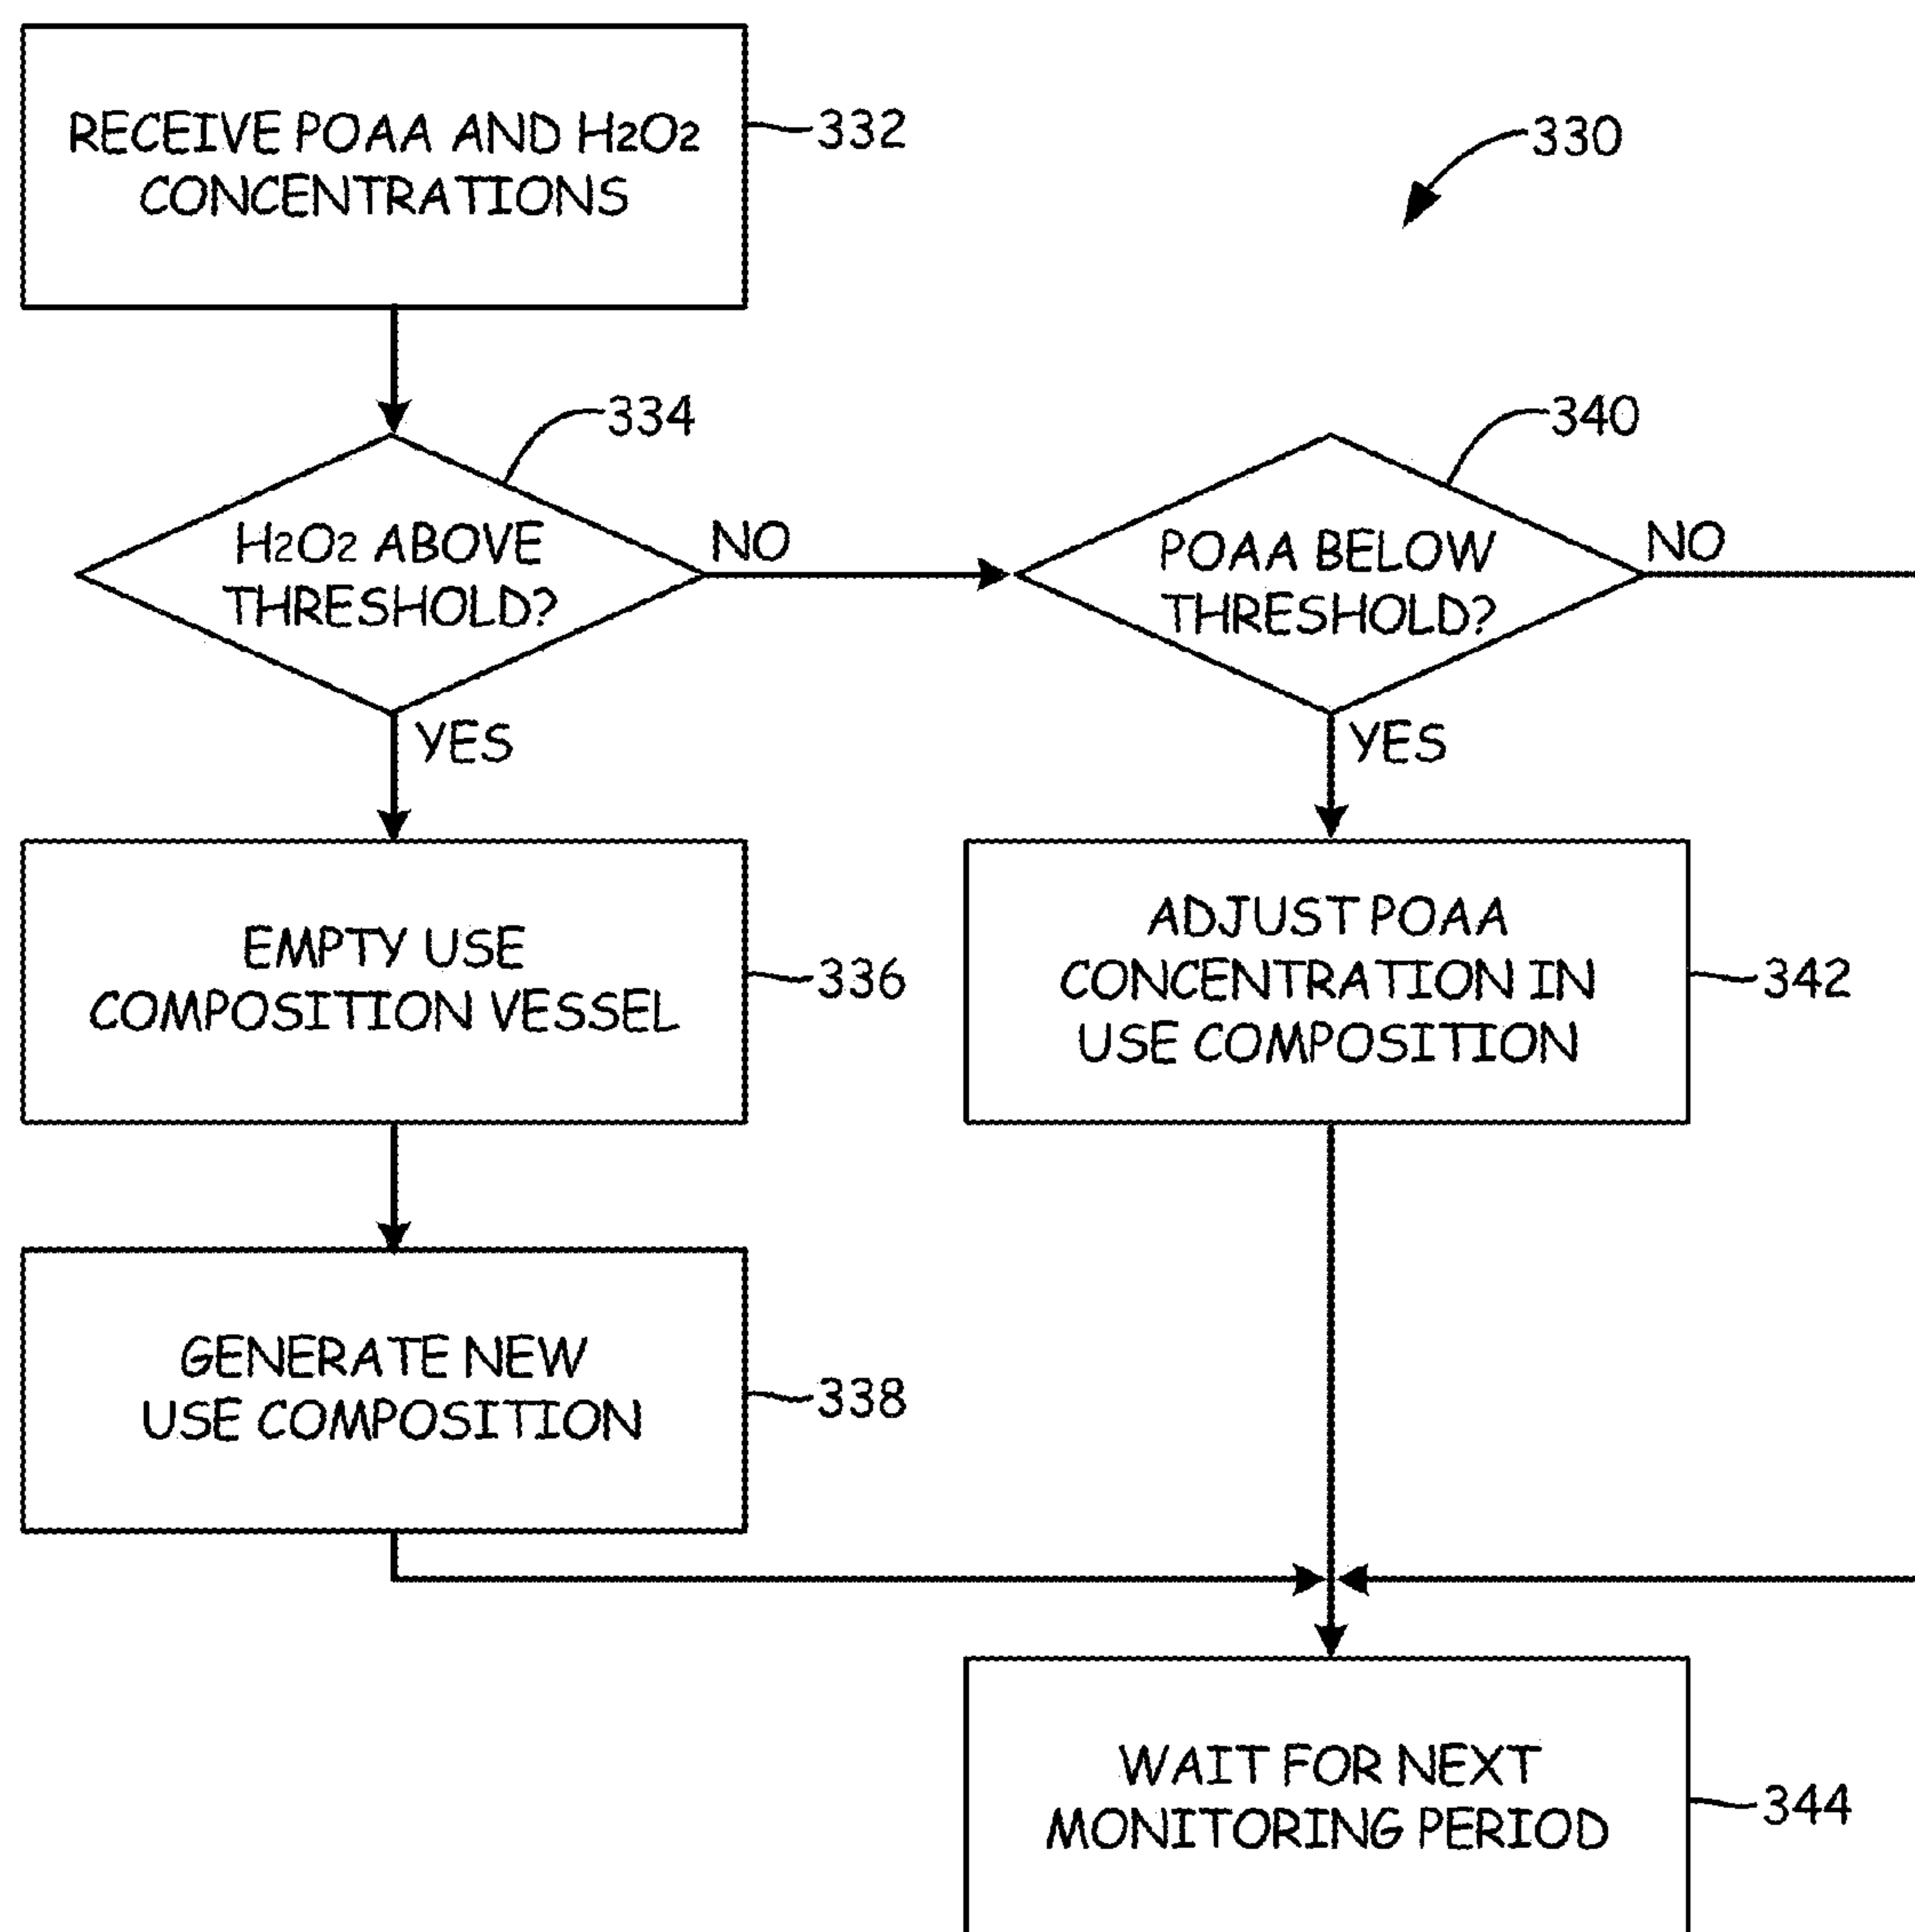 RECEIVE POAA AND H2O2
CONCENTRATIONS
332
330
334
H2O2 ABOVE
THRESHOLD?
NO
YES
340
POAA BELOW
THRESHOLD?
NO
YES
EMPTY USE
COMPOSITION VESSEL
336
ADJUST POAA
CONCENTRATION IN
USE COMPOSITION
342
GENERATE NEW
USE COMPOSITION
338
WAIT FOR NEXT
MONITORING PERIOD
344